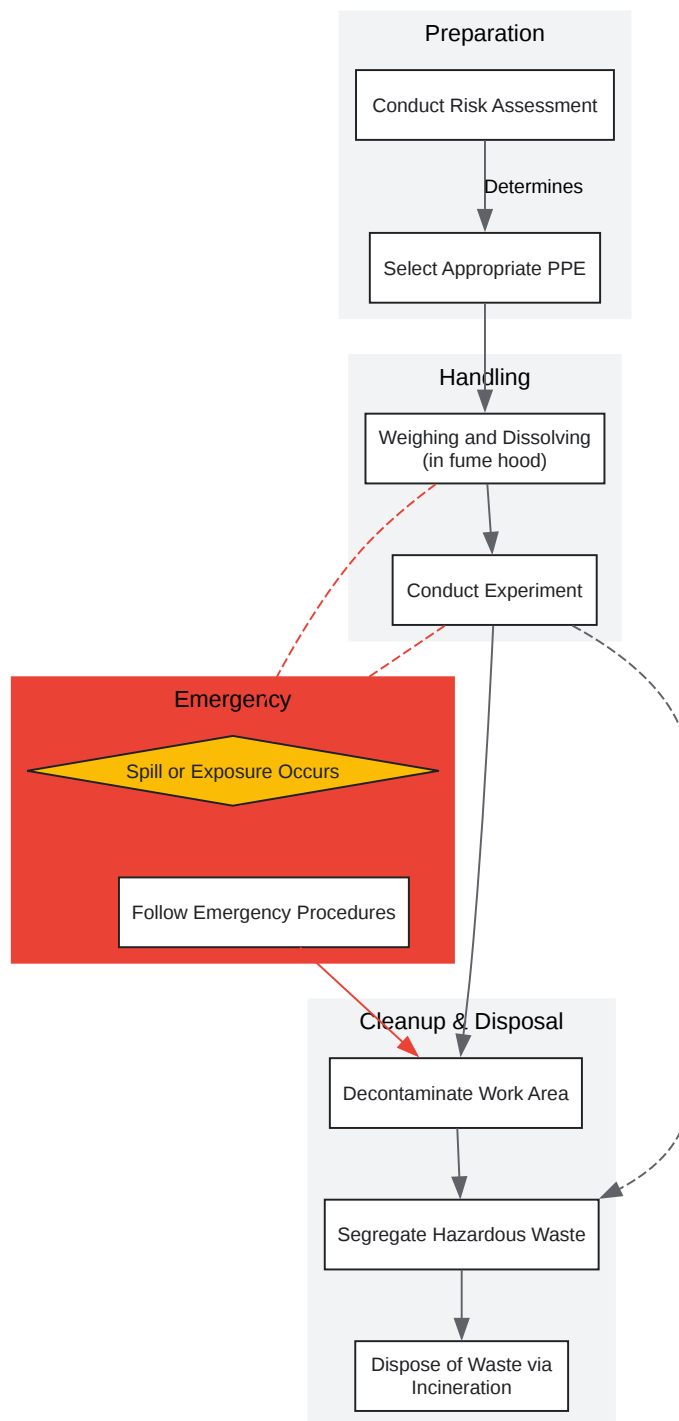 Preparation
Conduct Risk Assessment
Determines
Select Appropriate PPE
Handling
Weighing and Dissolving
(in fume hood)
Conduct Experiment
Emergency
Spill or Exposure Occurs
Follow Emergency Procedures
Cleanup & Disposal
Decontaminate Work Area
Segregate Hazardous Waste
Dispose of Waste via
Incineration